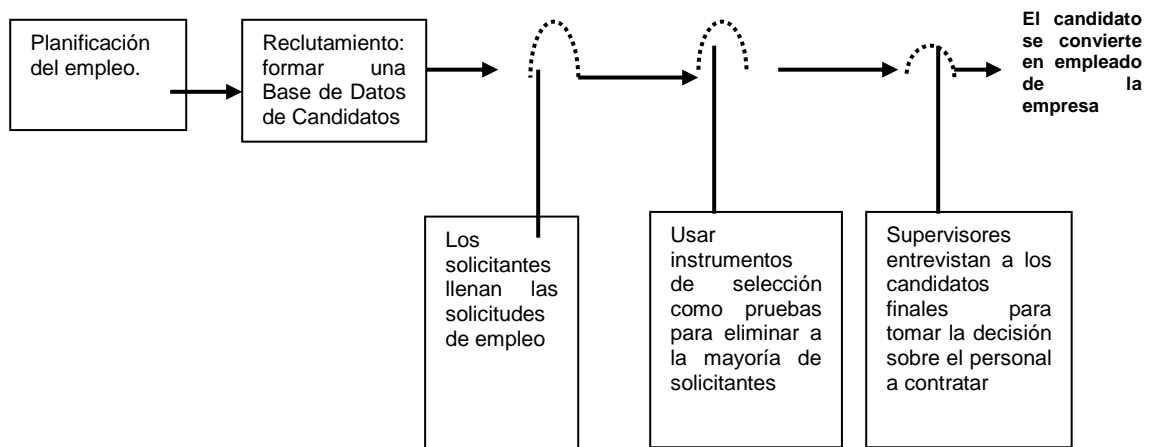 Planificación
del empleo.
Reclutamiento:
formar una
Base de Datos
de Candidatos
El candidato
se convierte
en empleado
de la
empresa
Los
solicitantes
llenan las
solicitudes
de empleo
Usar
instrumentos
de selección
como pruebas
para eliminar a
la mayoría de
solicitantes
Supervisores
entrevistan a los
candidatos
finales para
tomar la decisión
sobre el personal
a contratar